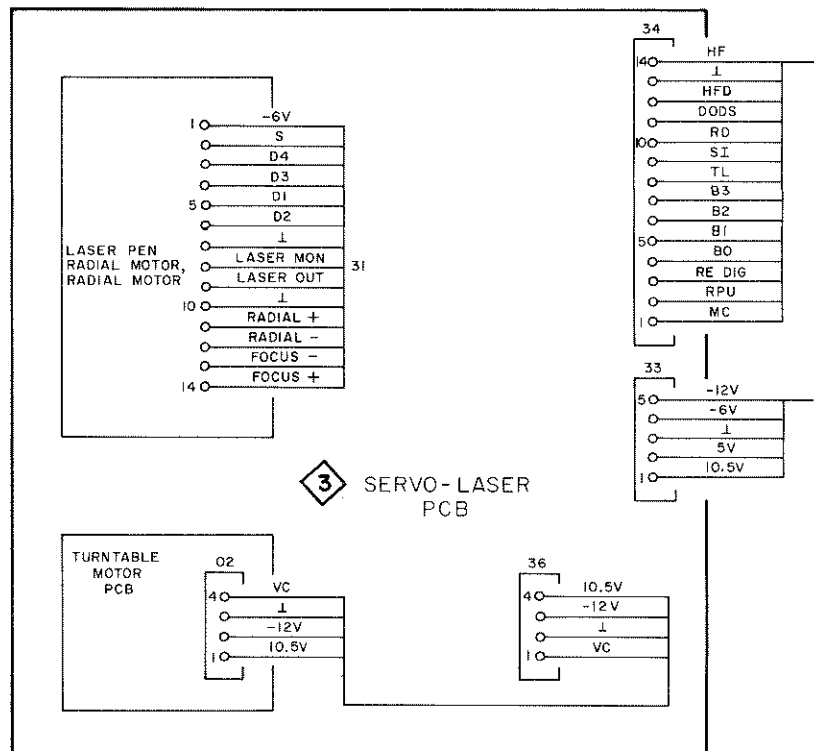 34
14 HF
⊥
HFD
DODS
10 RD
SI
TL
B3
B2
5 B1
B0
RE DIG
RPU
1 MC
1 -6V
S
D4
D3
5 D1
D2
⊥
LASER MON
LASER OUT
10 ⊥
RADIAL +
RADIAL -
FOCUS -
14 FOCUS +
31
LASER PEN
RADIAL MOTOR,
RADIAL MOTOR
33
5 -12V
-6V
⊥
5V
1 10.5V
3 SERVO-LASER
PCB
TURNTABLE
MOTOR
PCB
02
4 VC
⊥
-12V
1 10.5V
36
4 10.5V
-12V
⊥
1 VC